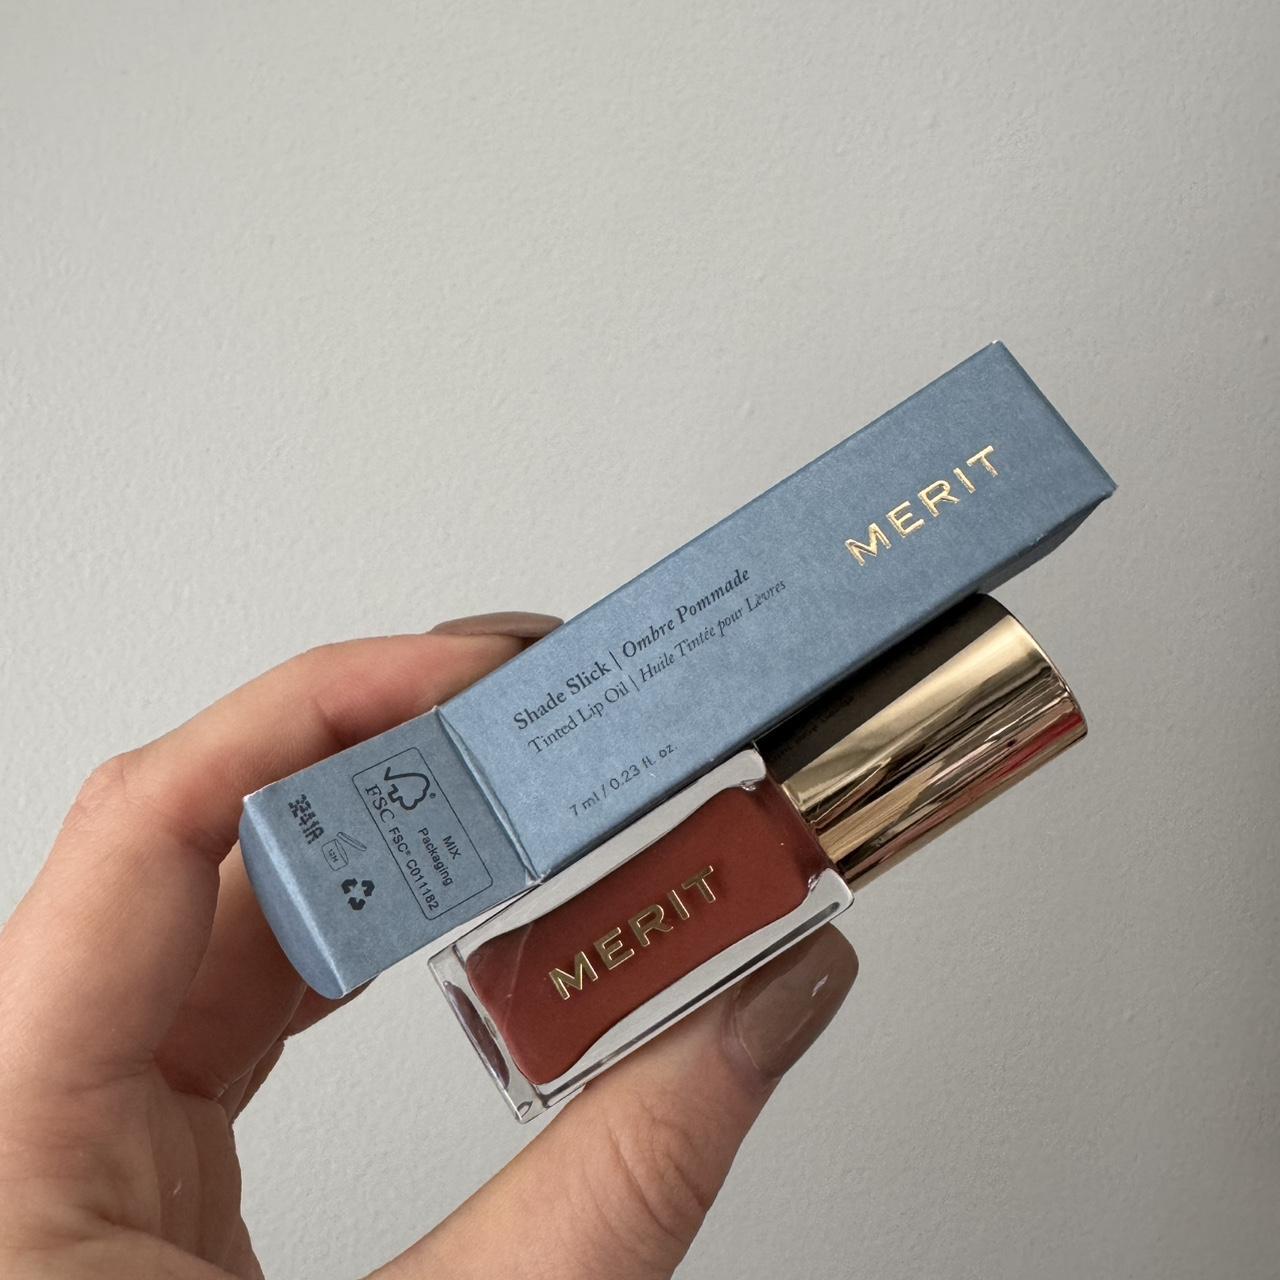 MERIT
Shade Slick | Ombre Pommade
Tinted Lip Oil | Huile Tintée pour Lèvres
7 ml / 0.23 fl. oz.
FSC
MIX
Packaging
FSC® C011182
12M
MERIT